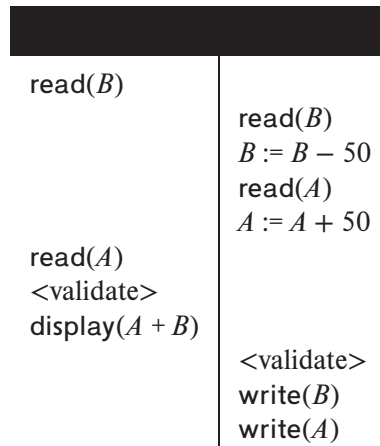 read(B)
read(B)
B := B − 50
read(A)
A := A + 50
read(A)
<validate>
display(A + B)
<validate>
write(B)
write(A)